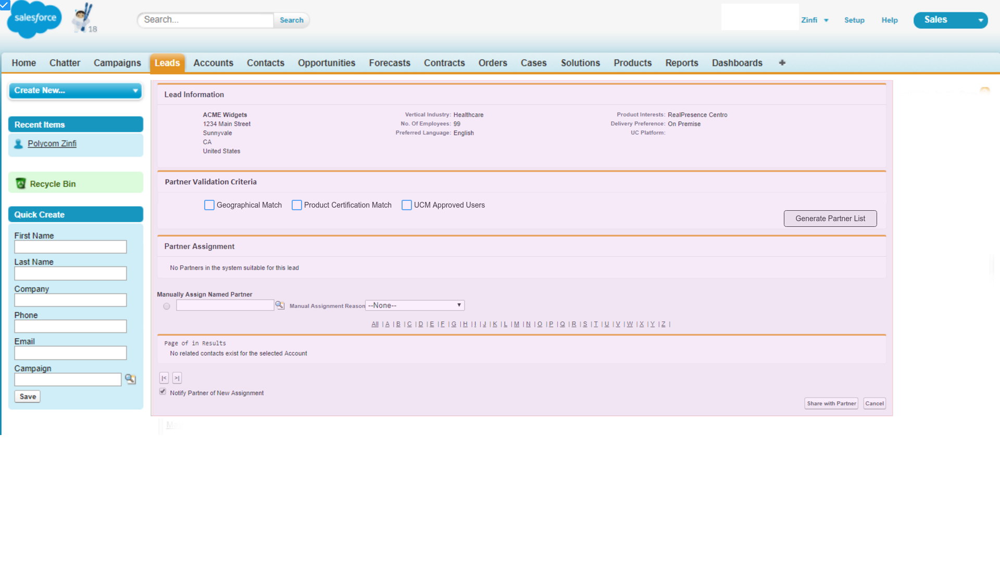 salesforce
18
Search...
Search
Zinfi
Setup
Help
Sales
Home
Chatter
Campaigns
Leads
Accounts
Contacts
Opportunities
Forecasts
Contracts
Orders
Cases
Solutions
Products
Reports
Dashboards
+
Create New...
Recent Items
Polycom Zinfi
Recycle Bin
Quick Create
First Name
Last Name
Company
Phone
Email
Campaign
Save
Lead Information
ACME Widgets
1234 Main Street
Sunnyvale
CA
United States
Vertical Industry: Healthcare
No. Of Employees: 99
Preferred Language: English
Product Interests: RealPresence Centro
Delivery Preference: On Premise
UC Platform:
Partner Validation Criteria
Geographical Match
Product Certification Match
UCM Approved Users
Generate Partner List
Partner Assignment
No Partners in the system suitable for this lead
Manually Assign Named Partner
Manual Assignment Reason --None--
All | A | B | C | D | E | F | G | H | I | J | K | L | M | N | O | P | Q | R | S | T | U | V | W | X | Y | Z |
Page of in Results
No related contacts exist for the selected Account
|< >|
Notify Partner of New Assignment
Share with Partner
Cancel